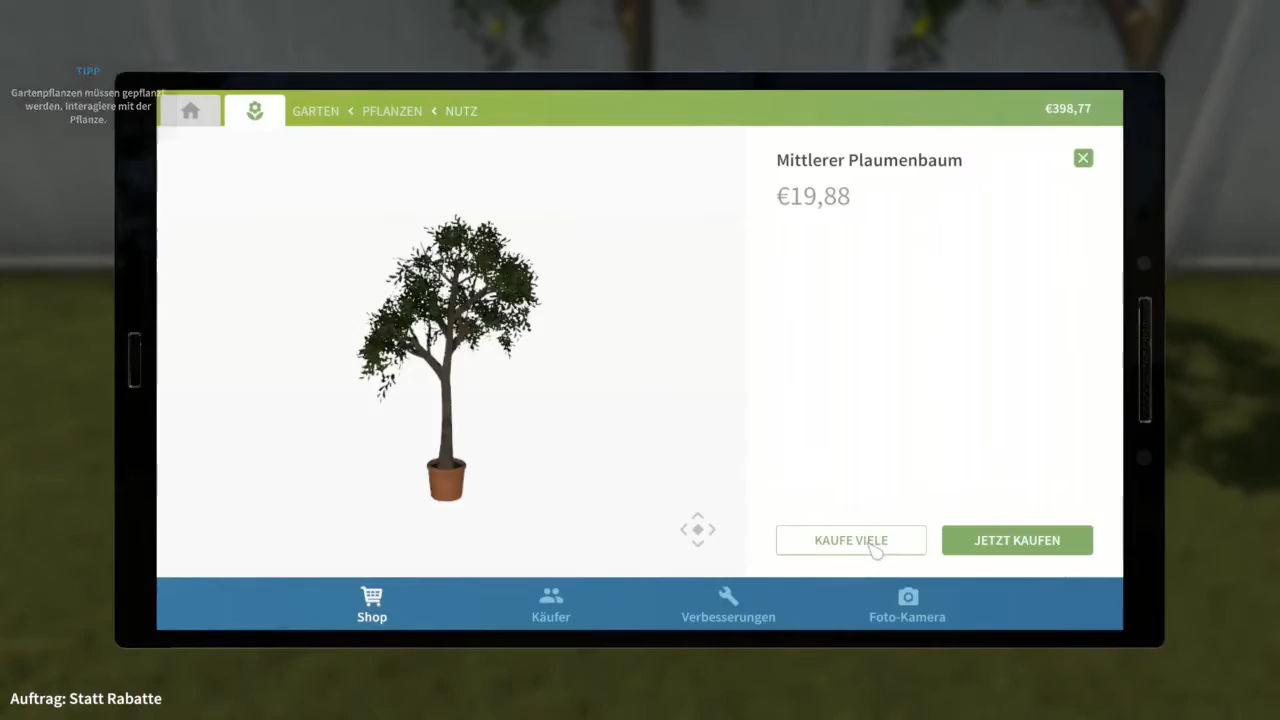 TIPP
Gartenpflanzen müssen gepflanzt
werden. Interagiere mit der
Pflanze.
GARTEN < PFLANZEN < NUTZ
€398,77
Mittlerer Plaumenbaum
€19,88
KAUFE VIELE
JETZT KAUFEN
Shop
Käufer
Verbesserungen
Foto-Kamera
Auftrag: Statt Rabatte